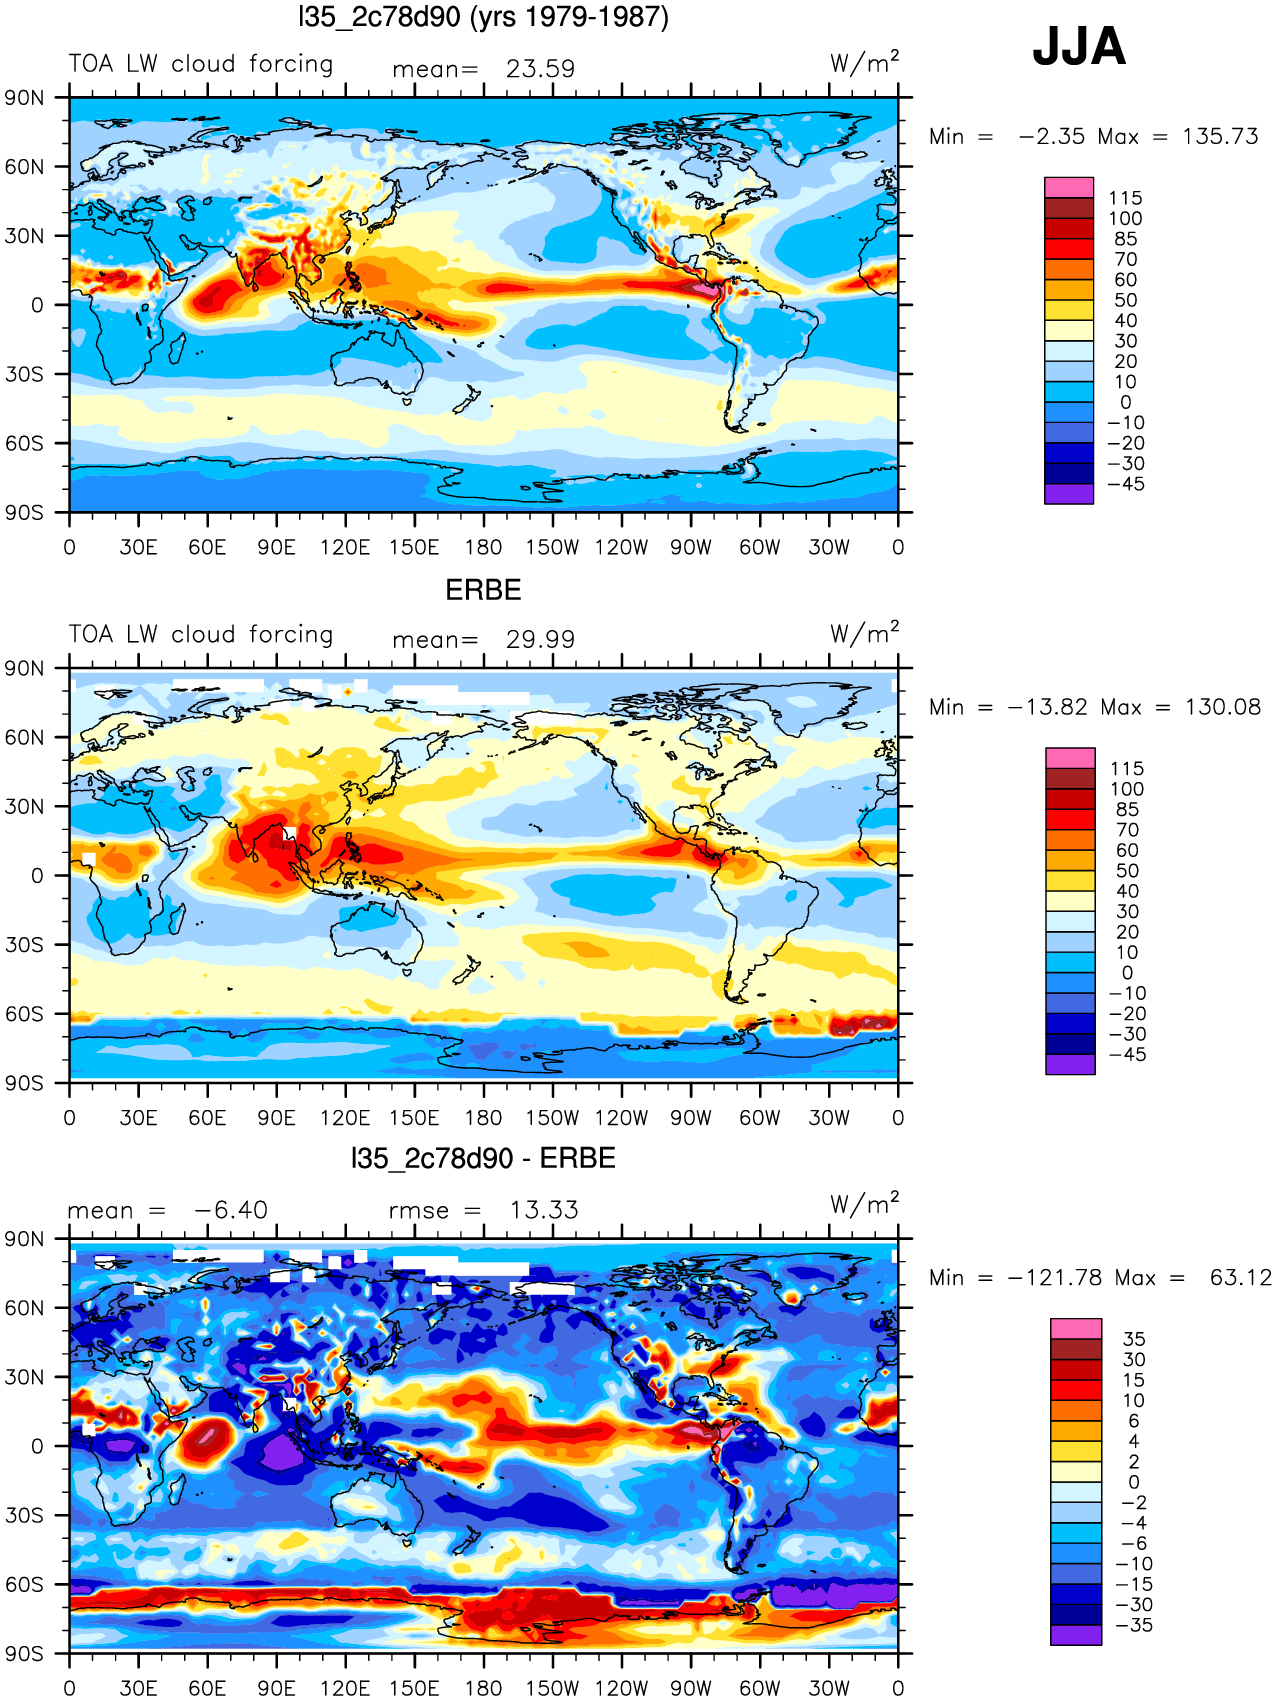 l35_2c78d90 (yrs 1979-1987)
JJA
TOA LW cloud forcing mean= 23.59 W/m²
Min = −2.35 Max = 135.73
90N
60N
30N
0
30S
60S
90S
0 30E 60E 90E 120E 150E 180 150W 120W 90W 60W 30W 0
115
100
85
70
60
50
40
30
20
10
0
−10
−20
−30
−45
ERBE
TOA LW cloud forcing mean= 29.99 W/m²
Min = −13.82 Max = 130.08
90N
60N
30N
0
30S
60S
90S
0 30E 60E 90E 120E 150E 180 150W 120W 90W 60W 30W 0
115
100
85
70
60
50
40
30
20
10
0
−10
−20
−30
−45
l35_2c78d90 - ERBE
mean = −6.40 rmse = 13.33 W/m²
Min = −121.78 Max = 63.12
90N
60N
30N
0
30S
60S
90S
0 30E 60E 90E 120E 150E 180 150W 120W 90W 60W 30W 0
35
30
15
10
6
4
2
0
−2
−4
−6
−10
−15
−30
−35